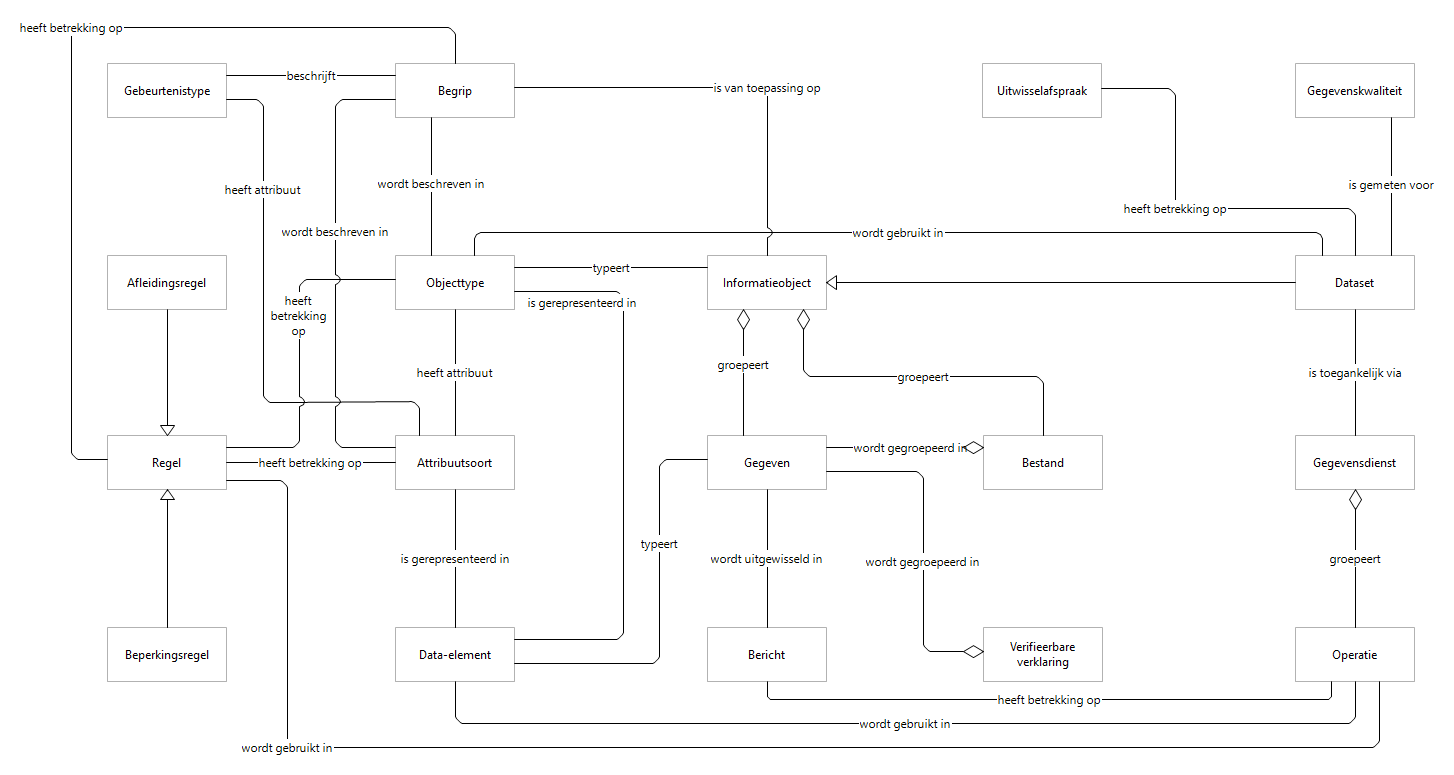 heeft betrekking op
Gebeurtenistype
beschrijft
Begrip
is van toepassing op
Uitwisselafspraak
Gegevenskwaliteit
heeft attribuut
wordt beschreven in
is gemeten voor
heeft betrekking op
wordt beschreven in
wordt gebruikt in
Afleidingsregel
Objecttype
typeert
Informatieobject
Dataset
heeft
betrekking
op
is gerepresenteerd in
groepeert
heeft attribuut
groepeert
is toegankelijk via
Regel
heeft betrekking op
Attribuutsoort
Gegeven
wordt gegroepeerd in
Bestand
Gegevensdienst
typeert
is gerepresenteerd in
wordt uitgewisseld in
wordt gegroepeerd in
groepeert
Beperkingsregel
Data-element
Bericht
Verifieerbare
verklaring
Operatie
heeft betrekking op
wordt gebruikt in
wordt gebruikt in